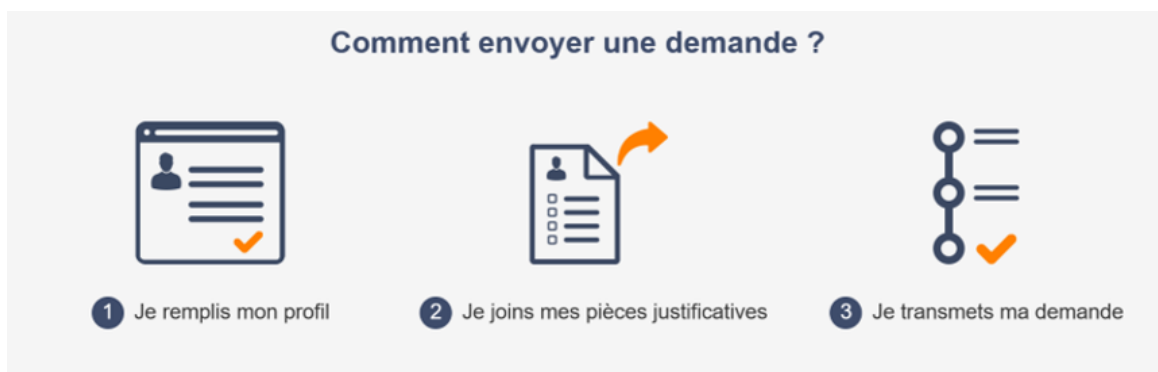 Comment envoyer une demande ?
1 Je remplis mon profil
2 Je joins mes pièces justificatives
3 Je transmets ma demande